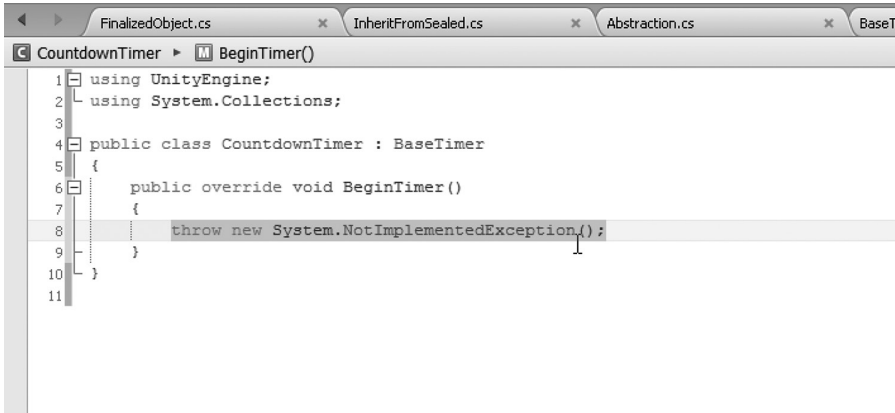 FinalizedObject.cs × InheritFromSealed.cs × Abstraction.cs × BaseT
C CountdownTimer ▸ M BeginTimer()
1 using UnityEngine;
2 using System.Collections;
3
4 public class CountdownTimer : BaseTimer
5 {
6 public override void BeginTimer()
7 {
8 throw new System.NotImplementedException();
9 }
10 }
11